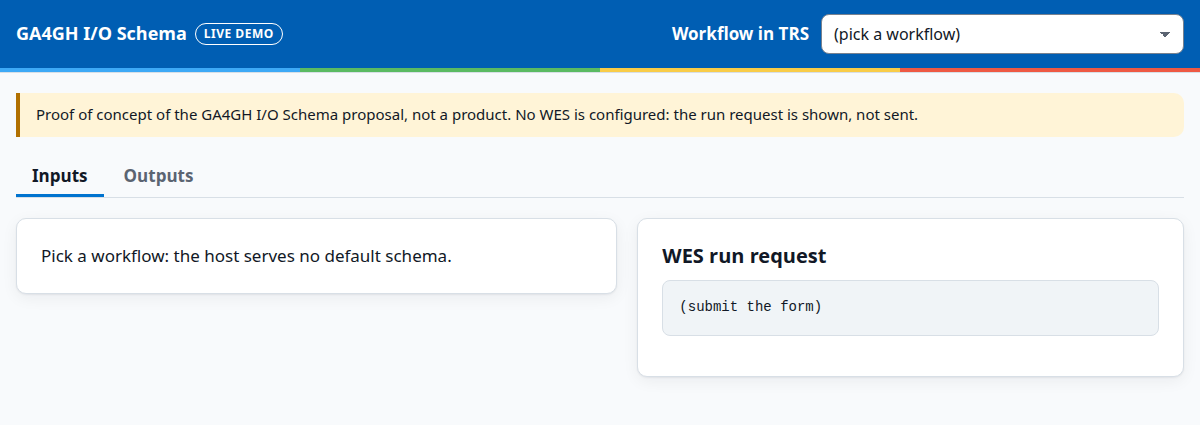 GA4GH I/O Schema LIVE DEMO Workflow in TRS (pick a workflow)
Proof of concept of the GA4GH I/O Schema proposal, not a product. No WES is configured: the run request is shown, not sent.
Inputs Outputs
Pick a workflow: the host serves no default schema.
WES run request
(submit the form)